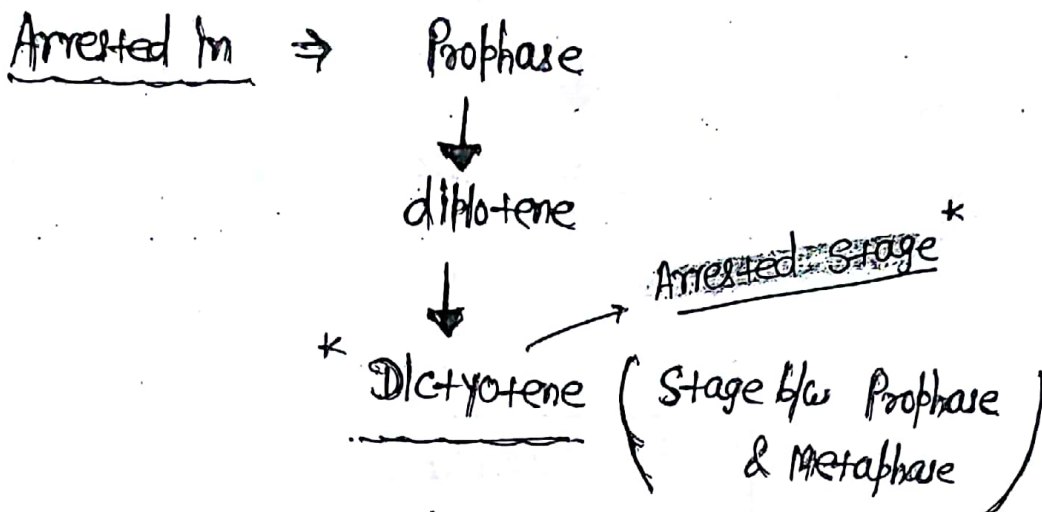 Arrested in ⇒ Prophase
diplotene
Arrested Stage *
* Dictyotene ( Stage b/w Prophase
& Metaphase )